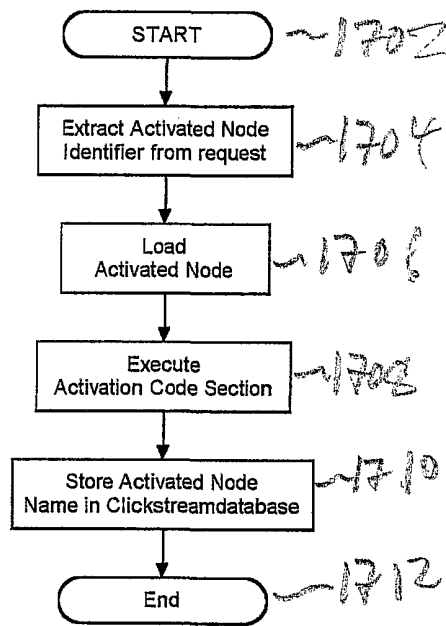 START ~1702
Extract Activated Node ~1704
Identifier from request
Load ~1706
Activated Node
Execute ~1708
Activation Code Section
Store Activated Node ~1710
Name in Clickstreamdatabase
End ~1712